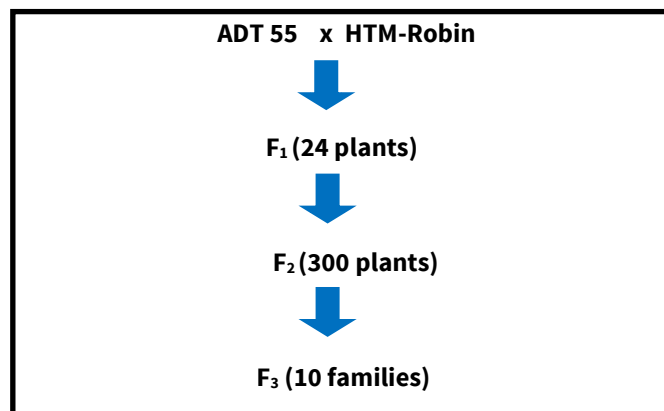 ADT 55 x HTM-Robin
F₁ (24 plants)
F₂ (300 plants)
F₃ (10 families)